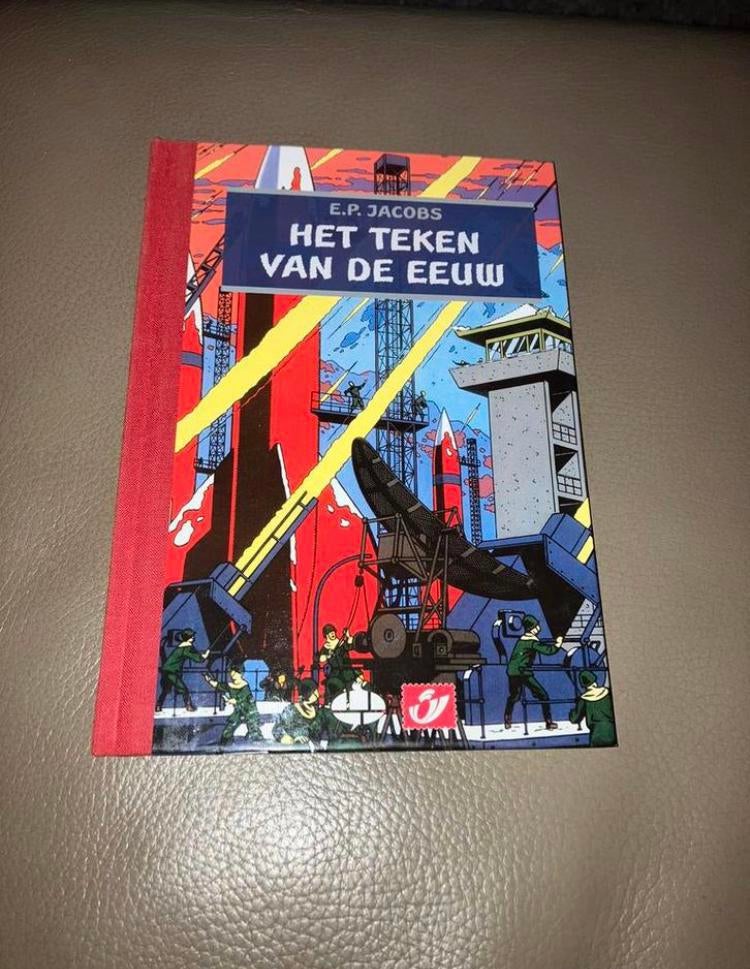 E.P. JACOBS
HET TEKEN
VAN DE EEUW